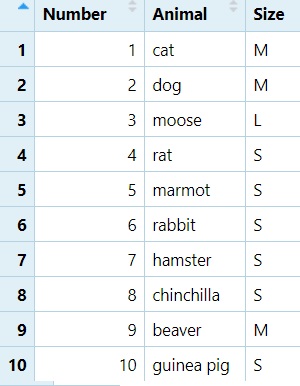 Number Animal Size
1 1 cat M
2 2 dog M
3 3 moose L
4 4 rat S
5 5 marmot S
6 6 rabbit S
7 7 hamster S
8 8 chinchilla S
9 9 beaver M
10 10 guinea pig S